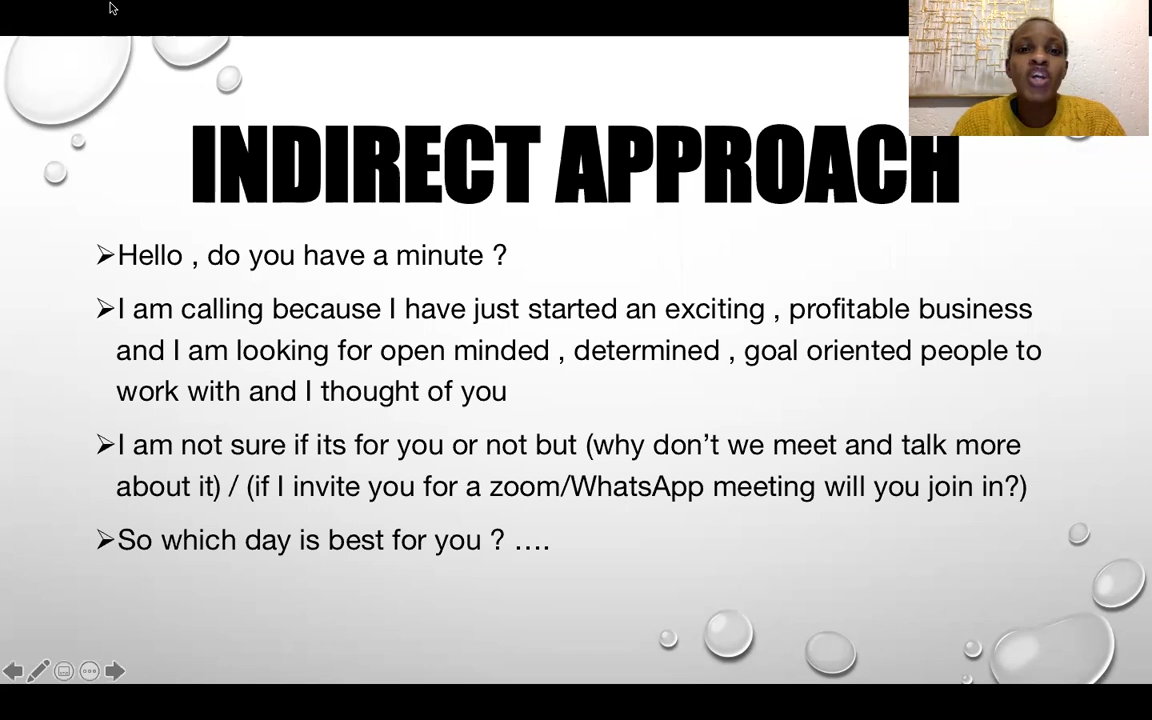 INDIRECT APPROACH
➢Hello , do you have a minute ?
➢I am calling because I have just started an exciting , profitable business
and I am looking for open minded , determined , goal oriented people to
work with and I thought of you
➢I am not sure if its for you or not but (why don’t we meet and talk more
about it) / (if I invite you for a zoom/WhatsApp meeting will you join in?)
➢So which day is best for you ? ….